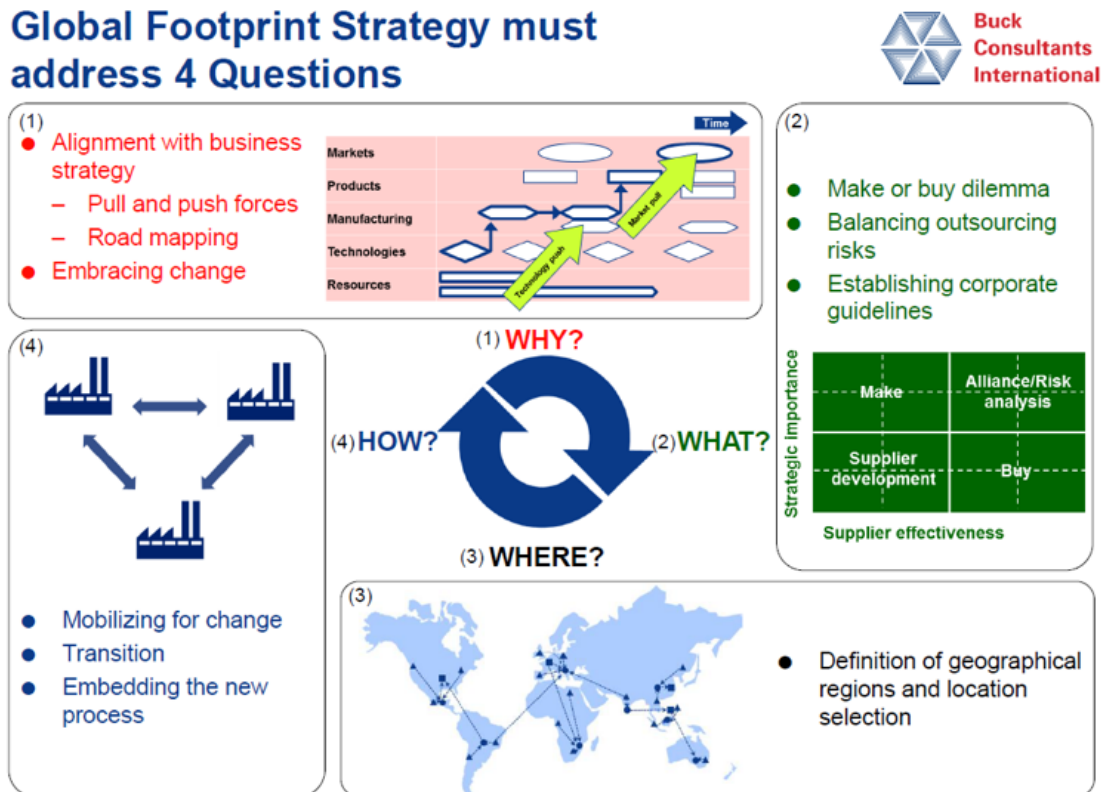 Global Footprint Strategy must
address 4 Questions
Buck
Consultants
International
(1)
● Alignment with business
strategy
– Pull and push forces
– Road mapping
● Embracing change
Time
Markets
Products
Manufacturing
Technologies
Resources
Technology push
Market pull
(2)
● Make or buy dilemma
● Balancing outsourcing
risks
● Establishing corporate
guidelines
Strategic importance
Make
Alliance/Risk
analysis
Supplier
development
Buy
Supplier effectiveness
(1) WHY?
(2) WHAT?
(3) WHERE?
(4) HOW?
(4)
● Mobilizing for change
● Transition
● Embedding the new
process
(3)
● Definition of geographical
regions and location
selection